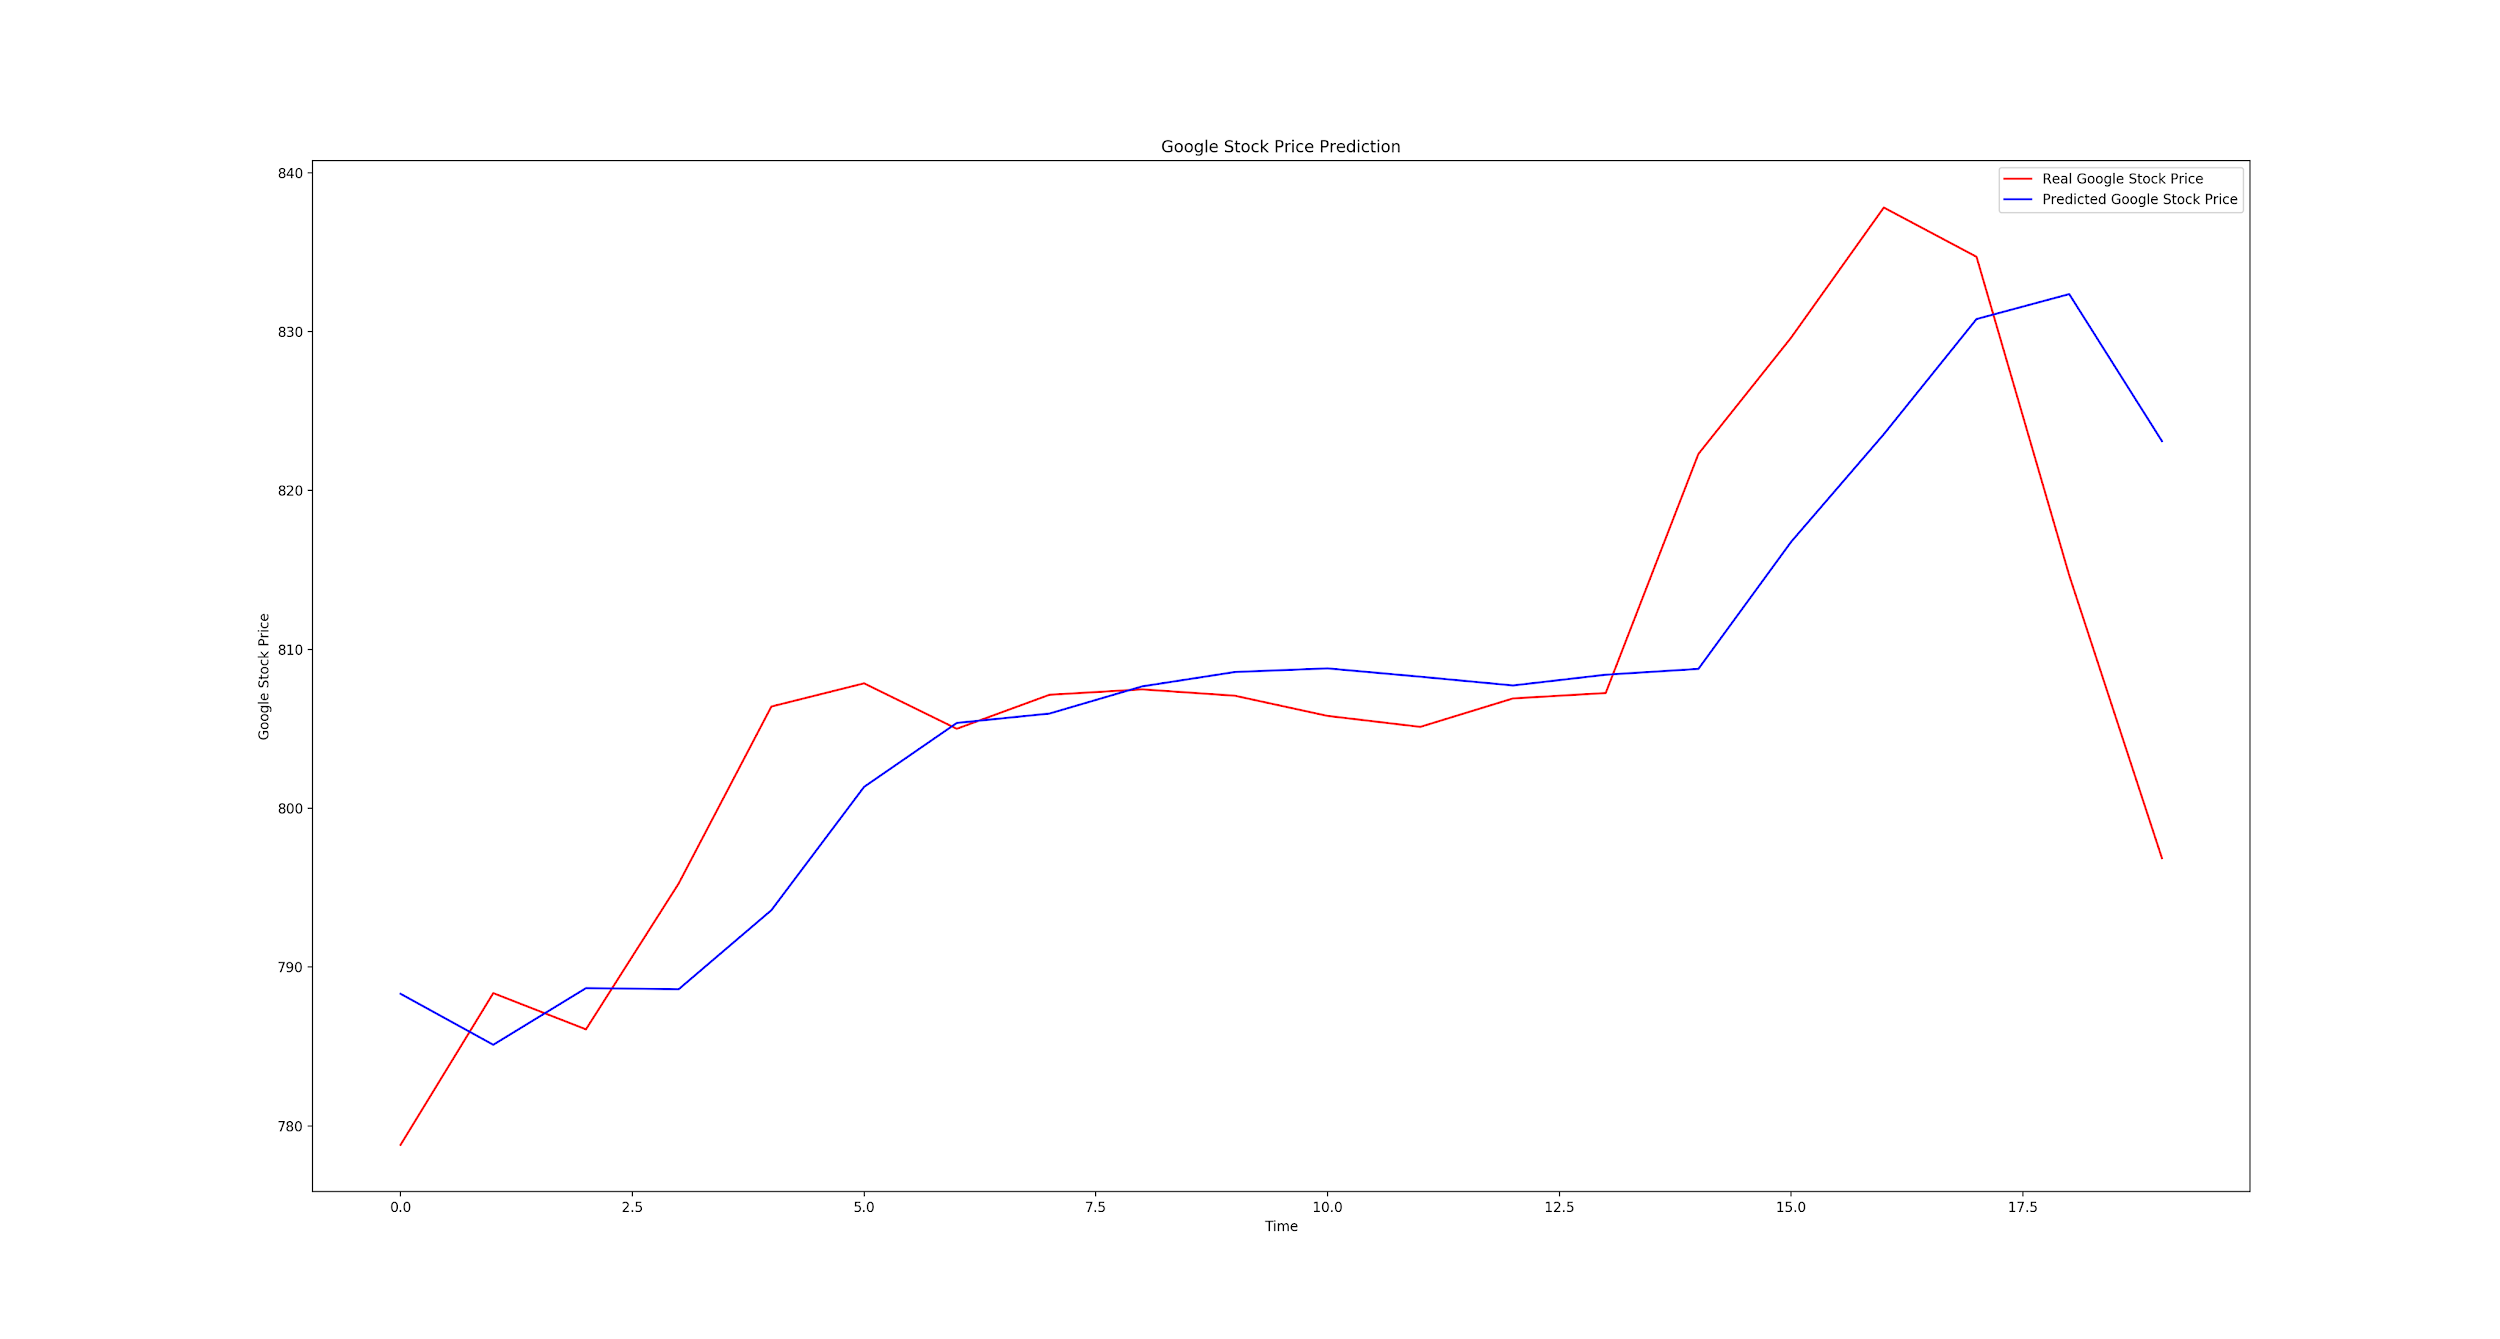 Google Stock Price Prediction
Real Google Stock Price
Predicted Google Stock Price
840
830
820
810
800
790
780
Google Stock Price
0.0 2.5 5.0 7.5 10.0 12.5 15.0 17.5
Time